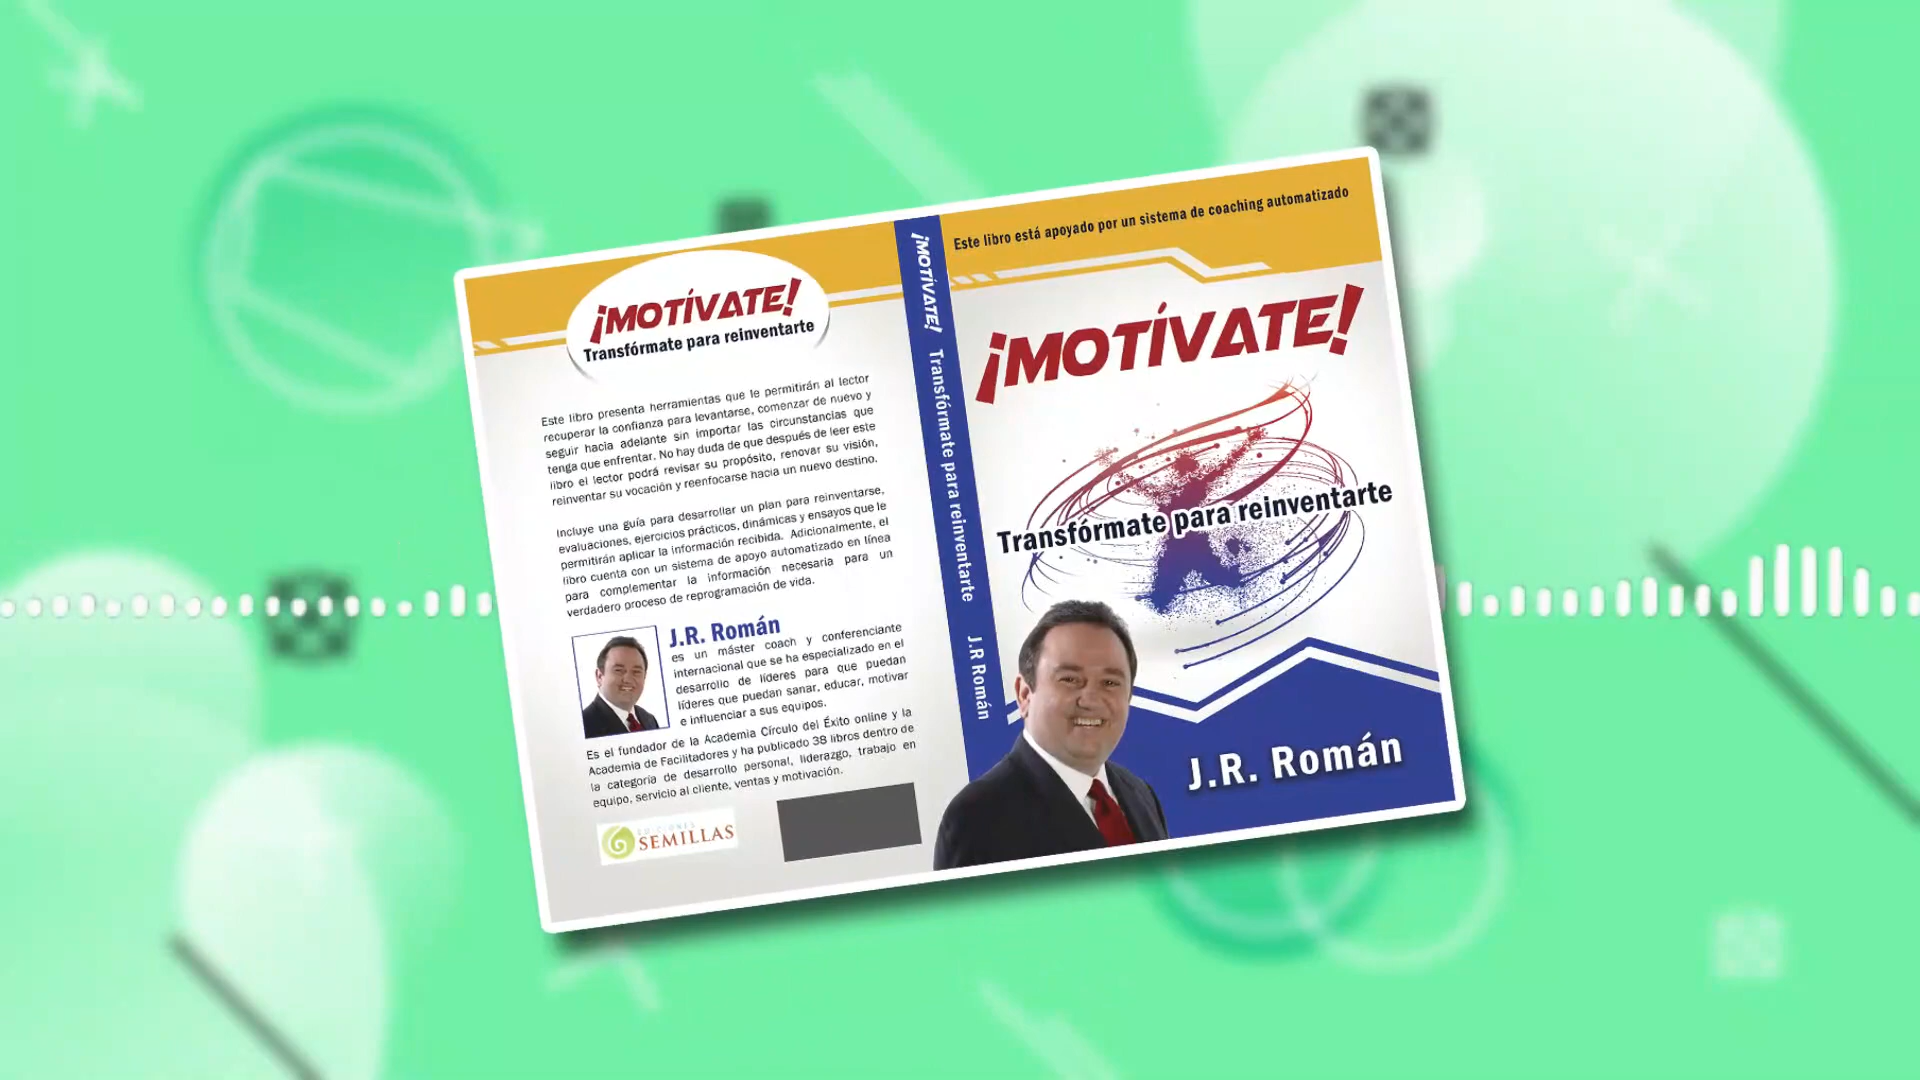 ¡MOTÍVATE!
Transfórmate para reinventarte
Este libro presenta herramientas que le permitirán al lector
recuperar la confianza para levantarse, comenzar de nuevo y
seguir hacia adelante sin importar las circunstancias que
tenga que enfrentar. No hay duda de que después de leer este
libro el lector podrá revisar su propósito, renovar su visión,
reinventar su vocación y reenfocarse hacia un nuevo destino.
Incluye una guía para desarrollar un plan para reinventarse,
evaluaciones, ejercicios prácticos, dinámicas y ensayos que le
permitirán aplicar la información recibida. Adicionalmente, el
libro cuenta con un sistema de apoyo automatizado en línea
para complementar la información necesaria para un
verdadero proceso de reprogramación de vida.
J.R. Román
es un máster coach y conferenciante
internacional que se ha especializado en el
desarrollo de líderes para que puedan
líderes que puedan sanar, educar, motivar
e influenciar a sus equipos.
Es el fundador de la Academia Círculo del Éxito online y la
Academia de Facilitadores y ha publicado 38 libros dentro de
la categoría de desarrollo personal, liderazgo, trabajo en
equipo, servicio al cliente, ventas y motivación.
EDICIONES
SEMILLAS
¡MOTÍVATE! Transfórmate para reinventarte J.R Román
Este libro está apoyado por un sistema de coaching automatizado
¡MOTÍVATE!
Transfórmate para reinventarte
J.R. Román